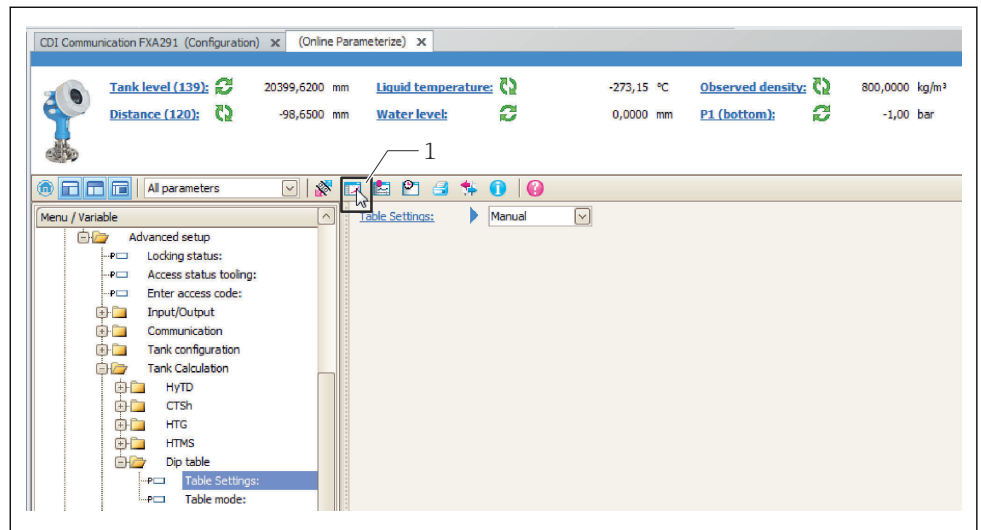 CDI Communication FXA291 (Configuration) x (Online Parameterize) x
Tank level (139): 20399,6200 mm Liquid temperature: -273,15 °C Observed density: 800,0000 kg/m³
Distance (120): -98,6500 mm Water level: 0,0000 mm P1 (bottom): -1,00 bar
1
All parameters
Menu / Variable
Table Settings: Manual
Advanced setup
Locking status:
Access status tooling:
Enter access code:
Input/Output
Communication
Tank configuration
Tank Calculation
HyTD
CTSh
HTG
HTMS
Dip table
Table Settings:
Table mode: